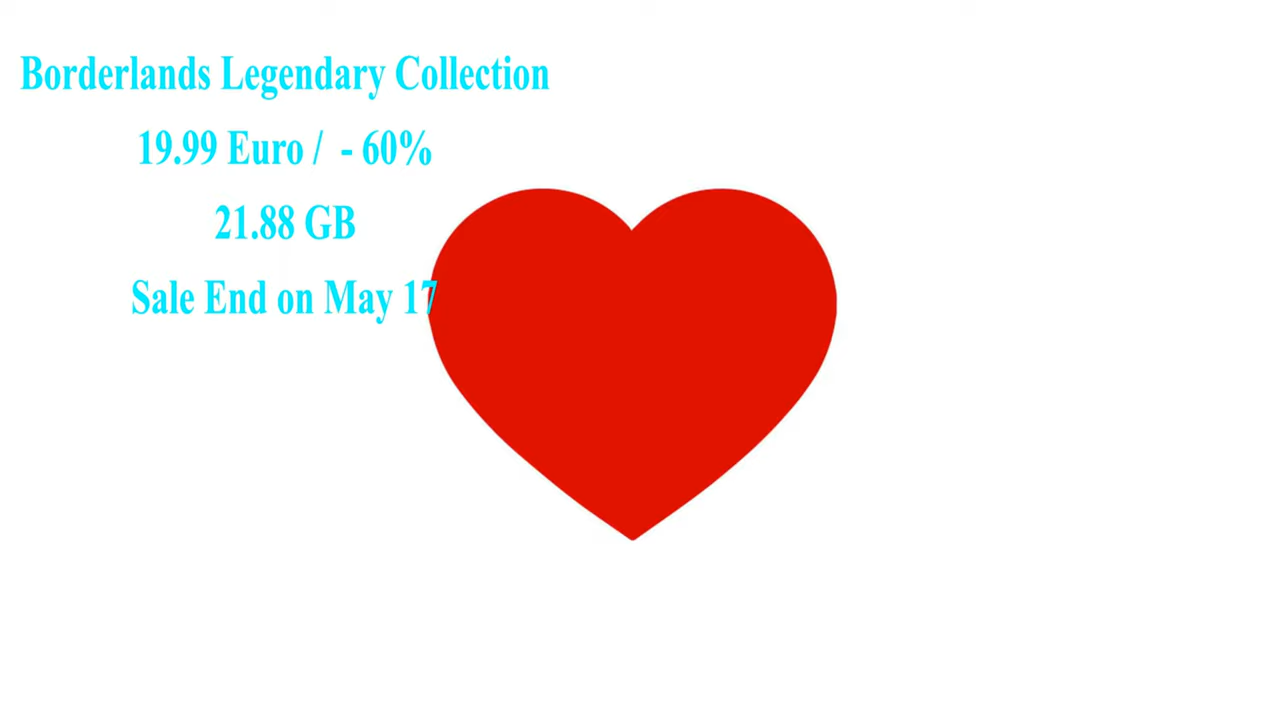 Borderlands Legendary Collection
19.99 Euro /  - 60%
21.88 GB
Sale End on May 17